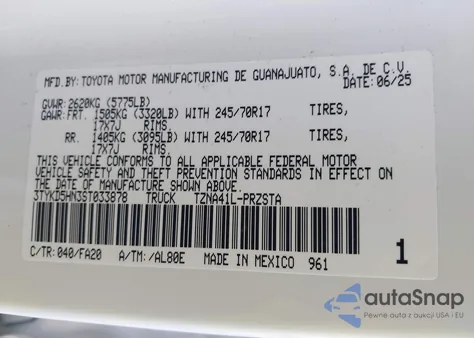 MFD.BY: TOYOTA MOTOR MANUFACTURING DE GUANAJUATO, S.A. DE C.V.
DATE: 06/25
GVWR: 2620KG (5775LB)
GAWR: FRT. 1505KG (3320LB) WITH 245/70R17 TIRES,
17X7J RIMS.
RR. 1405KG (3095LB) WITH 245/70R17 TIRES,
17X7J RIMS.
THIS VEHICLE CONFORMS TO ALL APPLICABLE FEDERAL MOTOR
VEHICLE SAFETY AND THEFT PREVENTION STANDARDS IN EFFECT ON
THE DATE OF MANUFACTURE SHOWN ABOVE.
3TYKD5HN3ST033878 TRUCK TZNA41L-PRZSTA
C/TR: 040/FA20 A/TM: /AL80E MADE IN MEXICO 961 1
autoSnap
Pewne auta z USA i EU